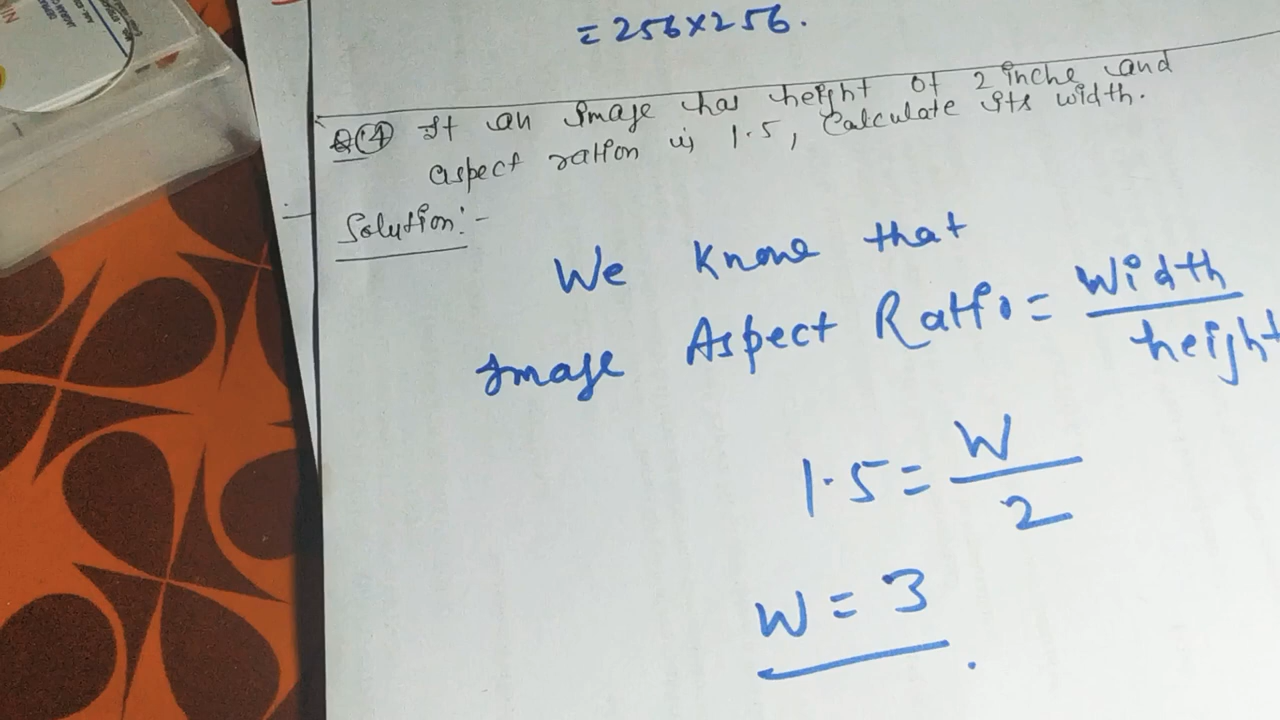 = 256×256.
Q(4) If an image has height of 2 inche and
aspect ration is 1.5, Calculate its width.
Solution:-
We Know that
Image Aspect Ratio = Width
height
1.5 = W
2
W = 3.